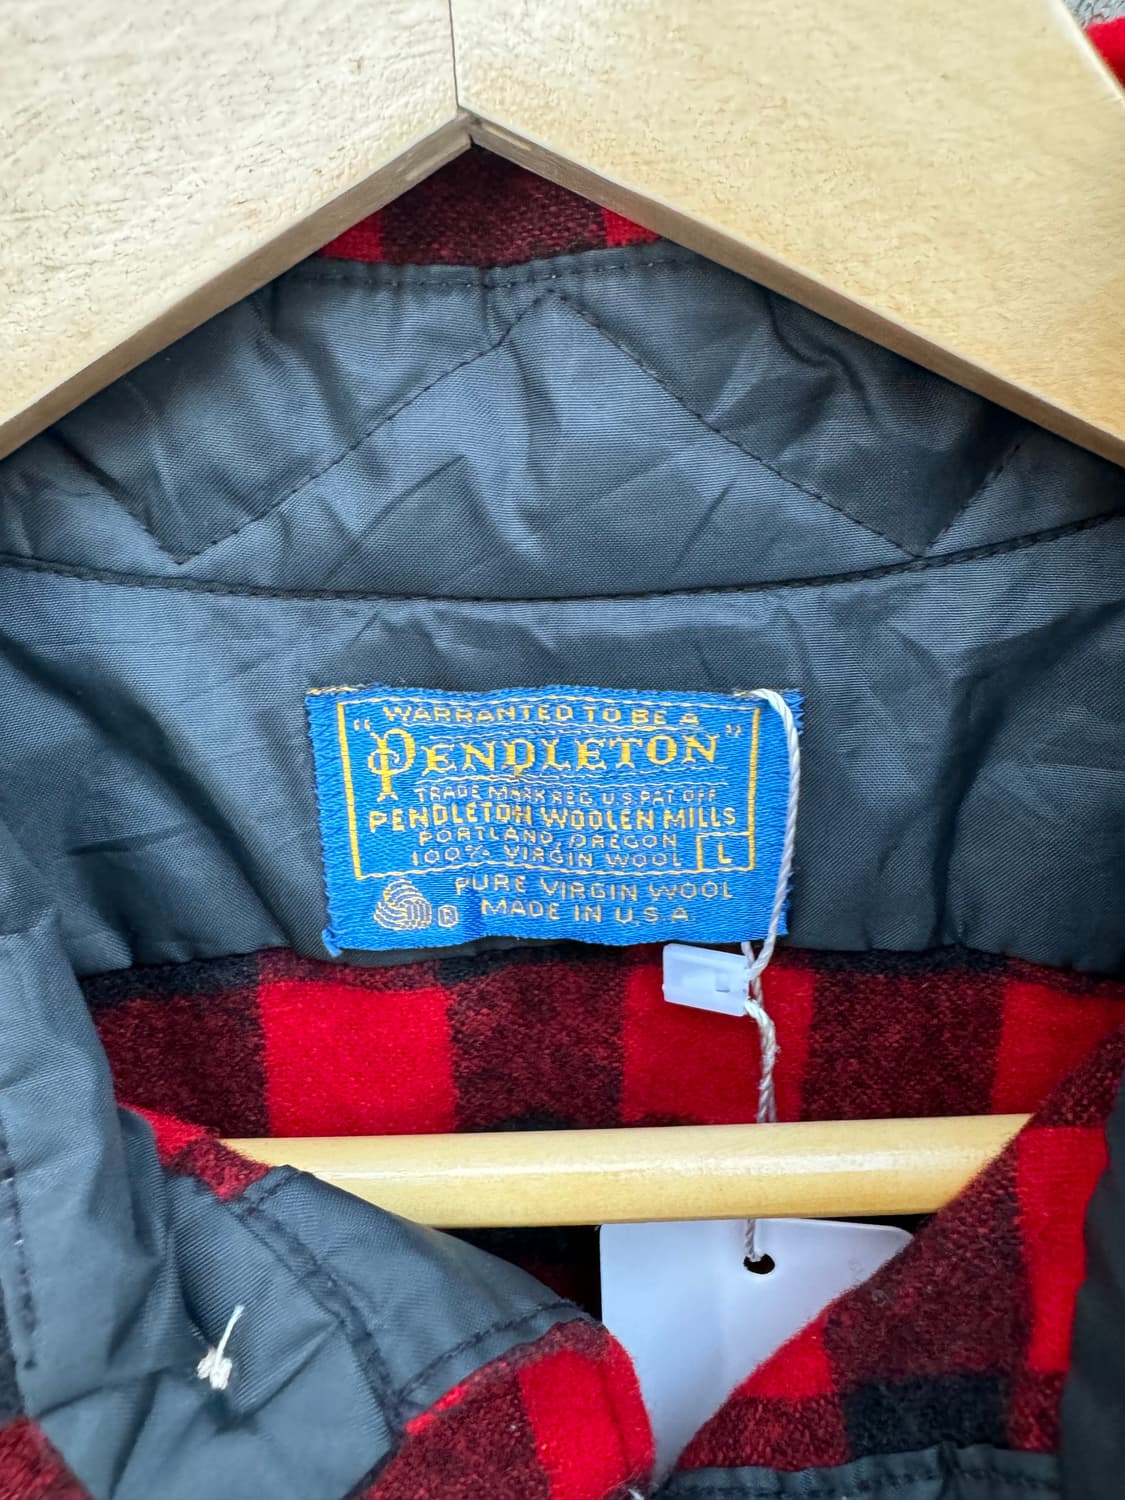 WARRANTED TO BE A
"PENDLETON"
TRADE MARK REG. U.S. PAT. OFF.
PENDLETON WOOLEN MILLS
PORTLAND, OREGON
100% VIRGIN WOOL L
PURE VIRGIN WOOL
® MADE IN U.S.A